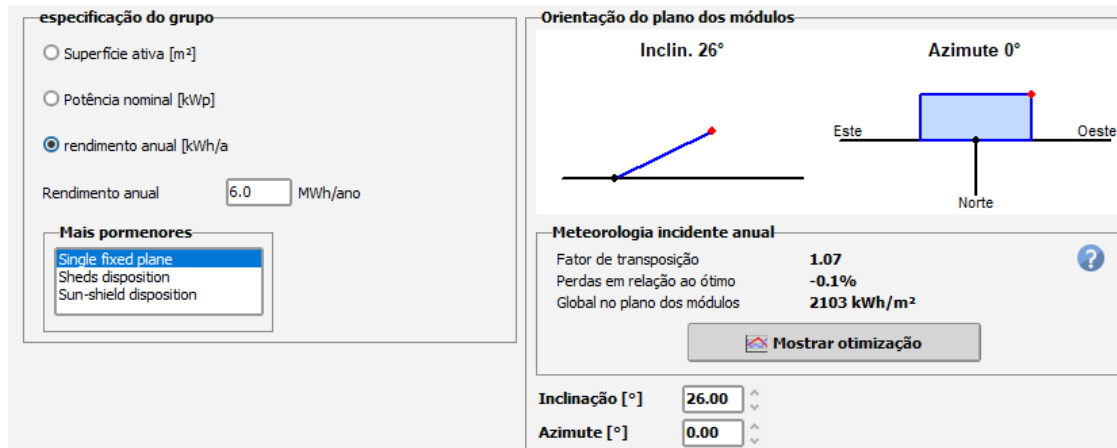 especificação do grupo
Superfície ativa [m²]
Potência nominal [kWp]
rendimento anual [kWh/a
Rendimento anual 6.0 MWh/ano
Mais pormenores
Single fixed plane
Sheds disposition
Sun-shield disposition
Orientação do plano dos módulos
Inclin. 26° Azimute 0°
Este Oeste
Norte
Meteorologia incidente anual
Fator de transposição 1.07
Perdas em relação ao ótimo -0.1%
Global no plano dos módulos 2103 kWh/m²
?
Mostrar otimização
Inclinação [°] 26.00
Azimute [°] 0.00